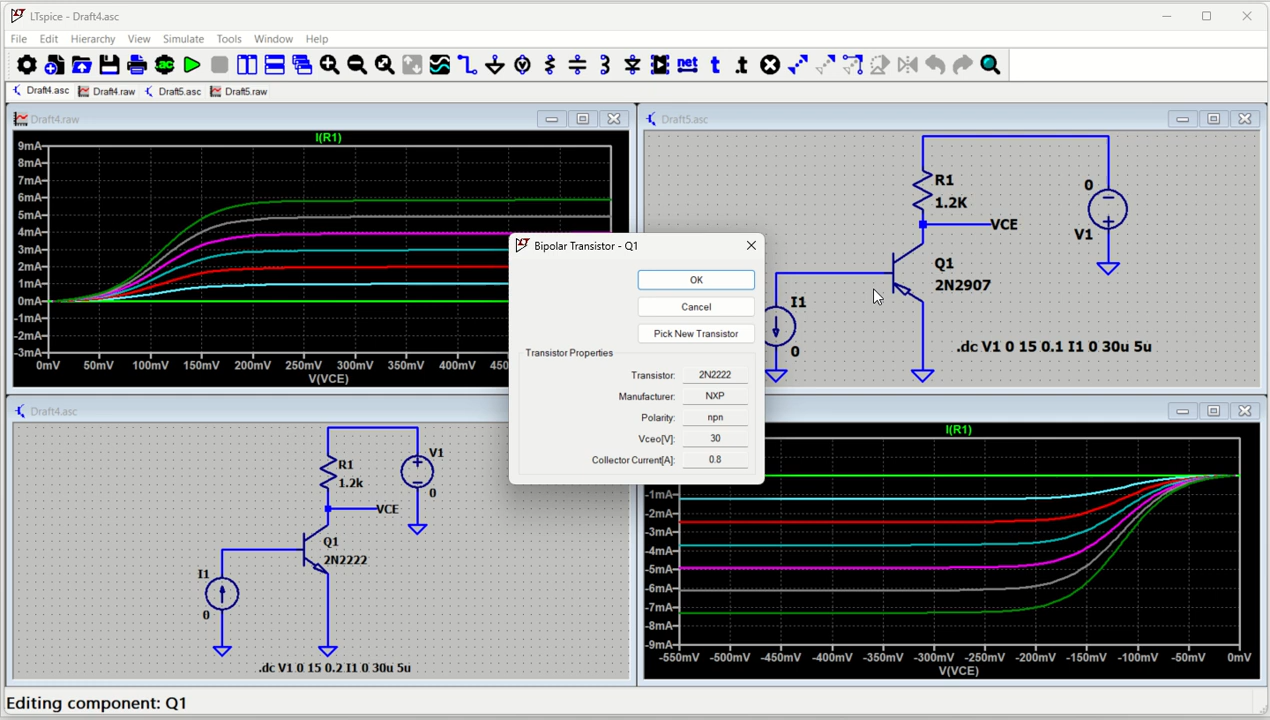 LTspice - Draft4.asc
File Edit Hierarchy View Simulate Tools Window Help
.ac net t .t
Draft4.asc Draft4.raw Draft5.asc Draft5.raw
Draft4.raw
I(R1)
9mA
8mA
7mA
6mA
5mA
4mA
3mA
2mA
1mA
0mA
-1mA
-2mA
-3mA
0mV 50mV 100mV 150mV 200mV 250mV 300mV 350mV 400mV
V(VCE)
Draft5.asc
R1
1.2K
0
V1
VCE
Q1
2N2907
I1
0
.dc V1 0 15 0.1 I1 0 30u 5u
Bipolar Transistor - Q1
OK
Cancel
Pick New Transistor
Transistor Properties
Transistor: 2N2222
Manufacturer: NXP
Polarity: npn
Vceo[V]: 30
Collector Current[A]: 0.8
Draft4.asc
R1
1.2k
V1
0
VCE
Q1
2N2222
I1
0
.dc V1 0 15 0.2 I1 0 30u 5u
I(R1)
-1mA
-2mA
-3mA
-4mA
-5mA
-6mA
-7mA
-8mA
-9mA
-550mV -500mV -450mV -400mV -350mV -300mV -250mV -200mV -150mV -100mV -50mV 0mV
V(VCE)
Editing component: Q1